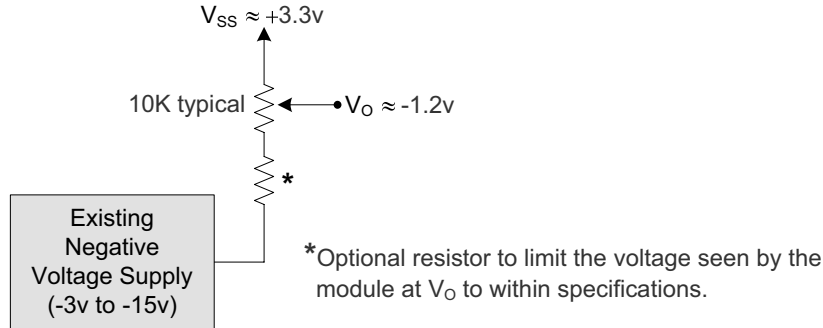 V_SS ≈ +3.3v
10K typical
V_O ≈ -1.2v
*
Existing
Negative
Voltage Supply
(-3v to -15v)
*Optional resistor to limit the voltage seen by the
module at V_O to within specifications.